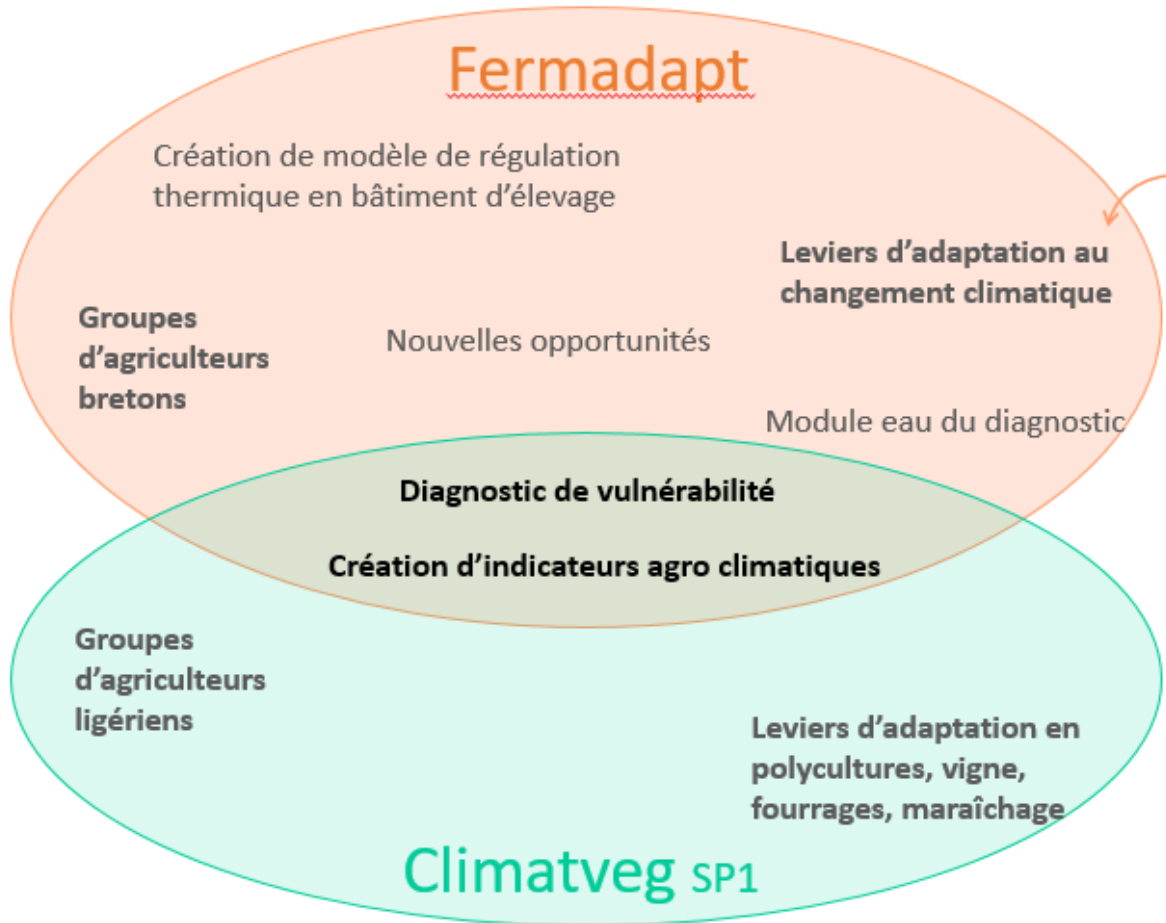 Fermadapt
Création de modèle de régulation
thermique en bâtiment d'élevage
Leviers d'adaptation au
changement climatique
Groupes
d'agriculteurs
bretons
Nouvelles opportunités
Module eau du diagnostic
Diagnostic de vulnérabilité
Création d'indicateurs agro climatiques
Groupes
d'agriculteurs
ligériens
Leviers d'adaptation en
polycultures, vigne,
fourrages, maraîchage
Climatveg SP1